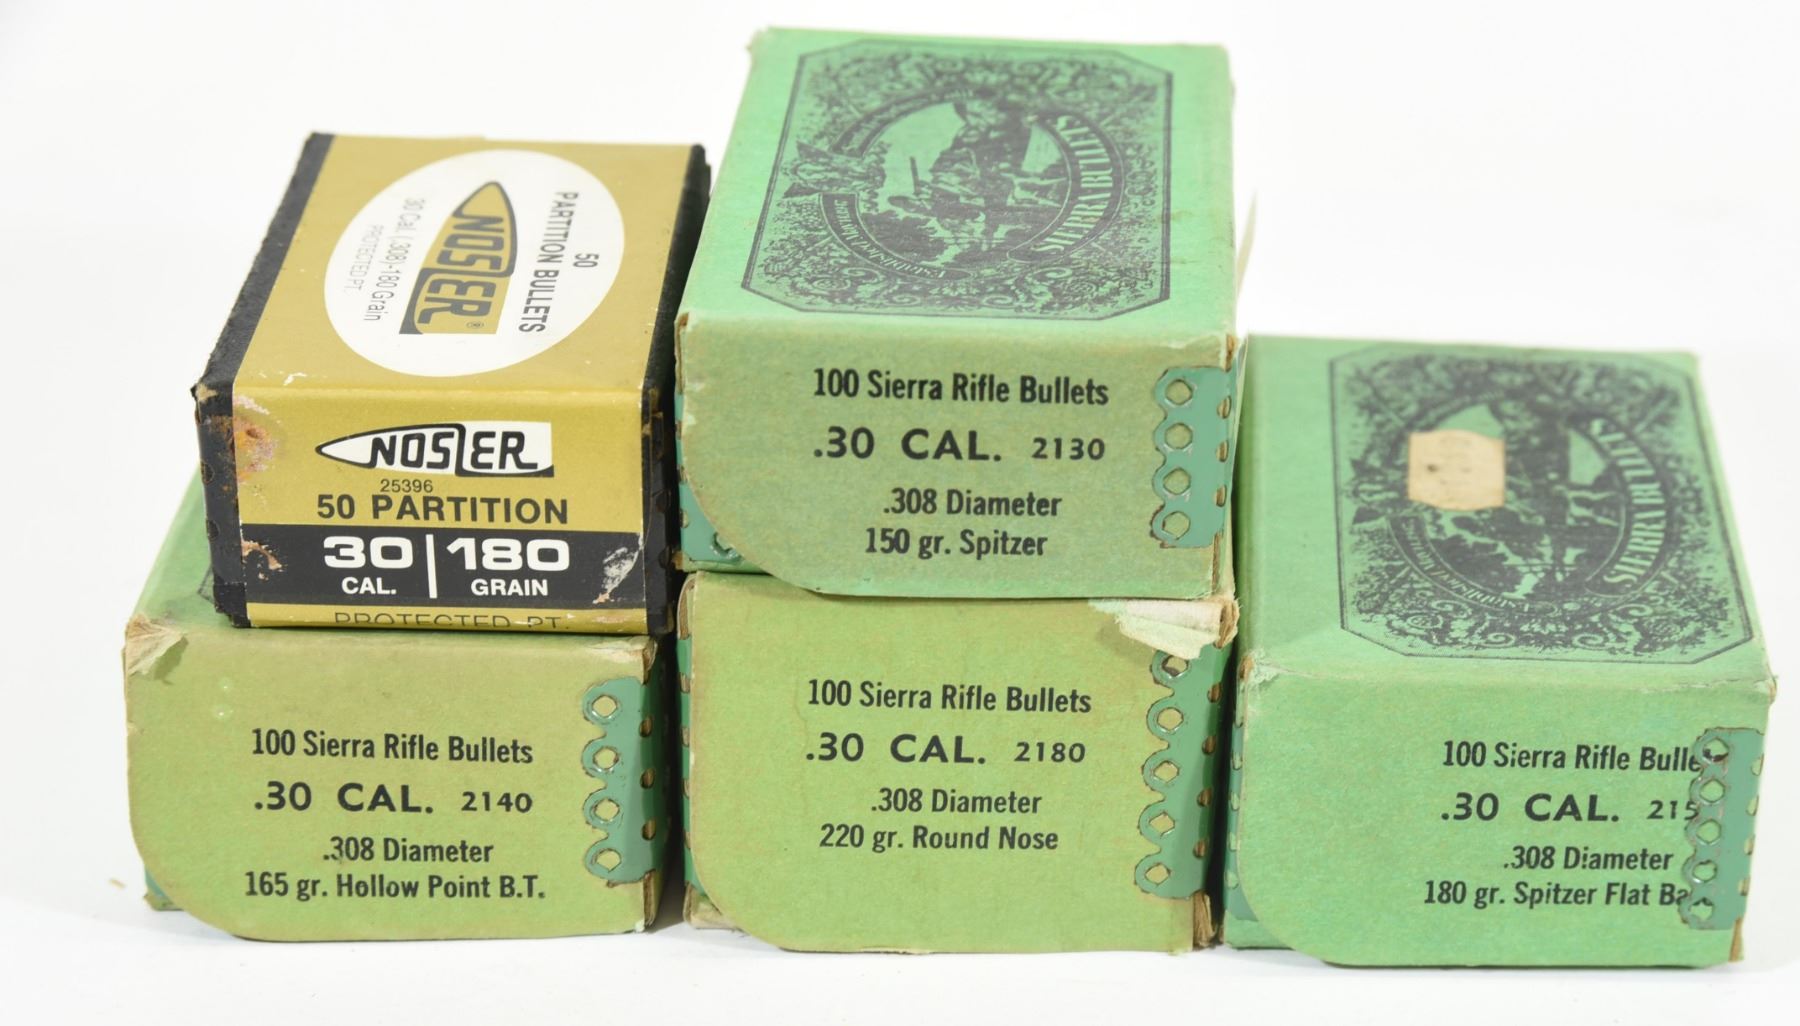 50
PARTITION BULLETS
NOSLER®
30 Cal. (.308)-180 Grain
PROTECTED PT.
NOSLER
25396
50 PARTITION
30 | 180
CAL. GRAIN
PROTECTED PT.
SIERRA BULLETS
100 Sierra Rifle Bullets
.30 CAL. 2130
.308 Diameter
150 gr. Spitzer
SIERRA BULLETS
100 Sierra Rifle Bullets
.30 CAL. 2140
.308 Diameter
165 gr. Hollow Point B.T.
100 Sierra Rifle Bullets
.30 CAL. 2180
.308 Diameter
220 gr. Round Nose
100 Sierra Rifle Bulle
.30 CAL. 215
.308 Diameter
180 gr. Spitzer Flat Ba